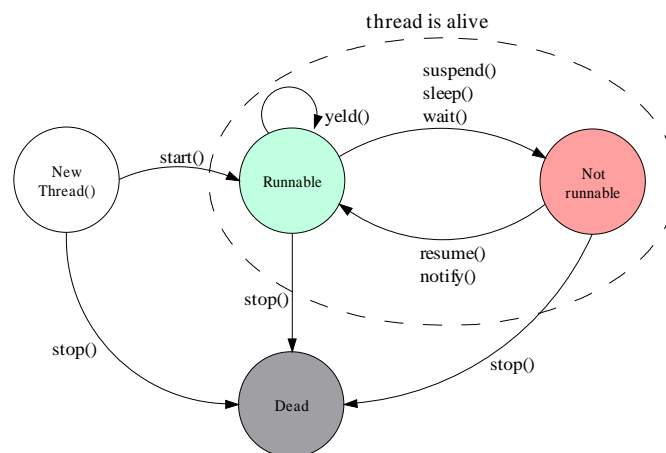 thread is alive
suspend()
sleep()
wait()
yeld()
start()
New
Thread()
Runnable
Not
runnable
resume()
notify()
stop()
stop()
stop()
Dead